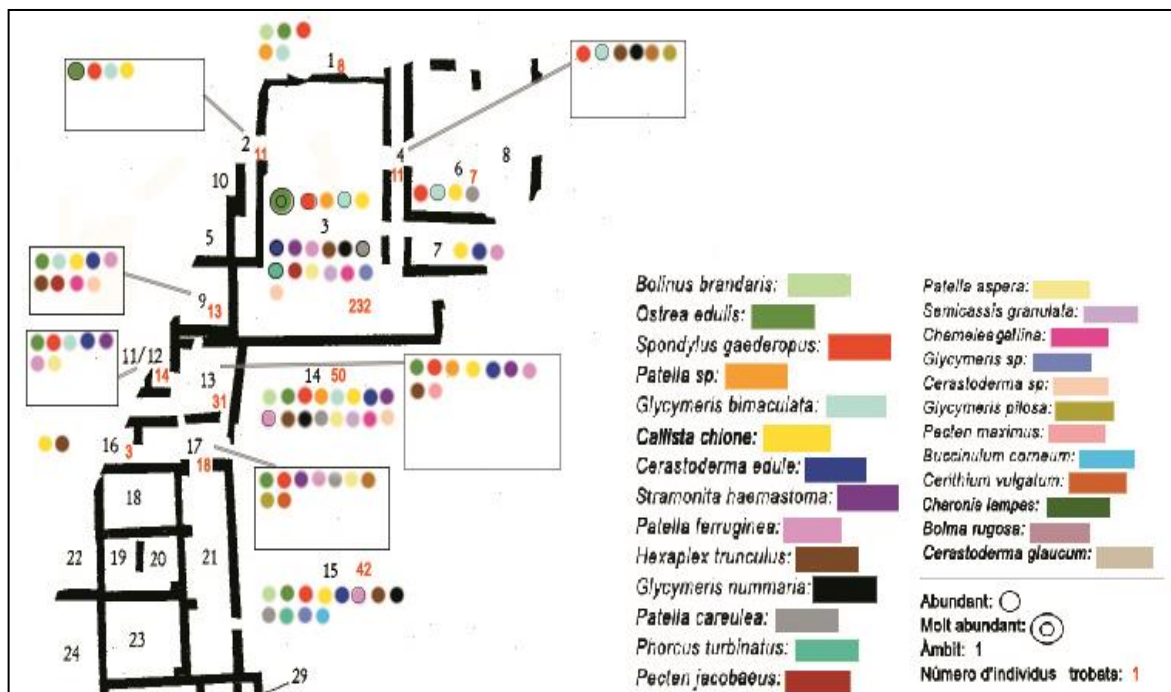 1 8
2
11
4
11
6 7
8
10
3
5
7
232
9
13
11/12
14
13
31
14 50
16
3
17
18
18
22
19 20
21
15 42
24
23
29
Bolinus brandaris:
Ostrea edulis:
Spondylus gaederopus:
Patella sp:
Glycymeris bimaculata:
Callista chione:
Cerastoderma edule:
Stramonita haemastoma:
Patella ferruginea:
Hexaplex trunculus:
Glycymeris nummaria:
Patella careulea:
Phorcus turbinatus:
Pecten jacobaeus:
Patella aspera:
Semicassis granulata:
Chamelea gallina:
Glycymeris sp:
Cerastoderma sp:
Glycymeris pilosa:
Pecten maximus:
Buccinulum corneum:
Cerithium vulgatum:
Charonia lampas:
Bolma rugosa:
Cerastoderma glaucum:
Abundant:
Molt abundant:
Àmbit: 1
Número d'individus trobats: 1